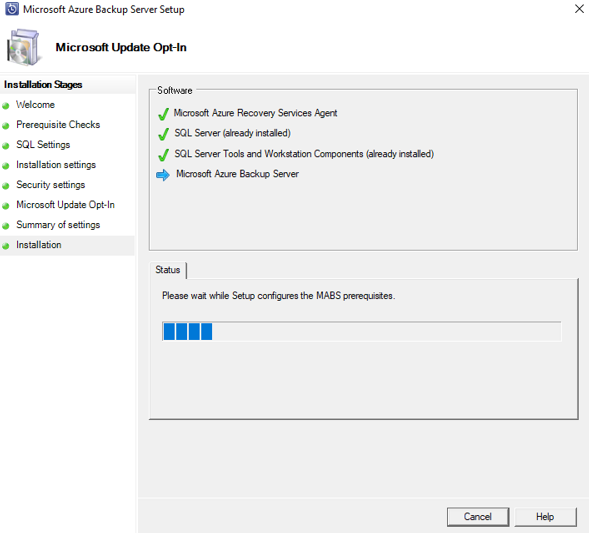 Microsoft Azure Backup Server Setup
Microsoft Update Opt-In
Installation Stages
Welcome
Prerequisite Checks
SQL Settings
Installation settings
Security settings
Microsoft Update Opt-In
Summary of settings
Installation
Software
Microsoft Azure Recovery Services Agent
SQL Server (already installed)
SQL Server Tools and Workstation Components (already installed)
Microsoft Azure Backup Server
Status
Please wait while Setup configures the MABS prerequisites.
Cancel
Help